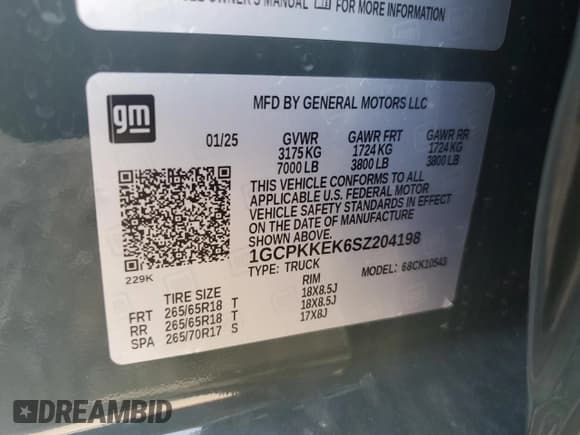 OWNER'S MANUAL FOR MORE INFORMATION
gm
MFD BY GENERAL MOTORS LLC
01/25 GVWR GAWR FRT GAWR RR
3175 KG 1724 KG 1724 KG
7000 LB 3800 LB 3800 LB
THIS VEHICLE CONFORMS TO ALL
APPLICABLE U.S. FEDERAL MOTOR
VEHICLE SAFETY STANDARDS IN EFFECT
ON THE DATE OF MANUFACTURE
SHOWN ABOVE.
1GCPKKEK6SZ204198
229K TYPE: TRUCK MODEL: 68CK10543
TIRE SIZE RIM
FRT 265/65R18 T 18X8.5J
RR 265/65R18 T 18X8.5J
SPA 265/70R17 S 17X8J
DREAMBID